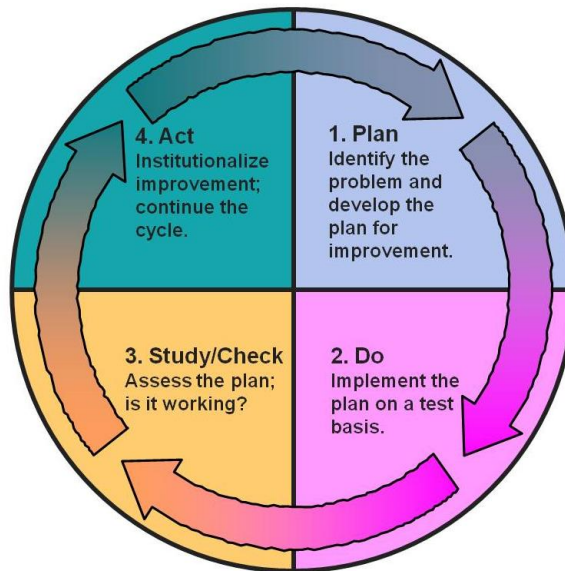 1. Plan
Identify the
problem and
develop the
plan for
improvement.
2. Do
Implement the
plan on a test
basis.
3. Study/Check
Assess the plan;
is it working?
4. Act
Institutionalize
improvement;
continue the
cycle.